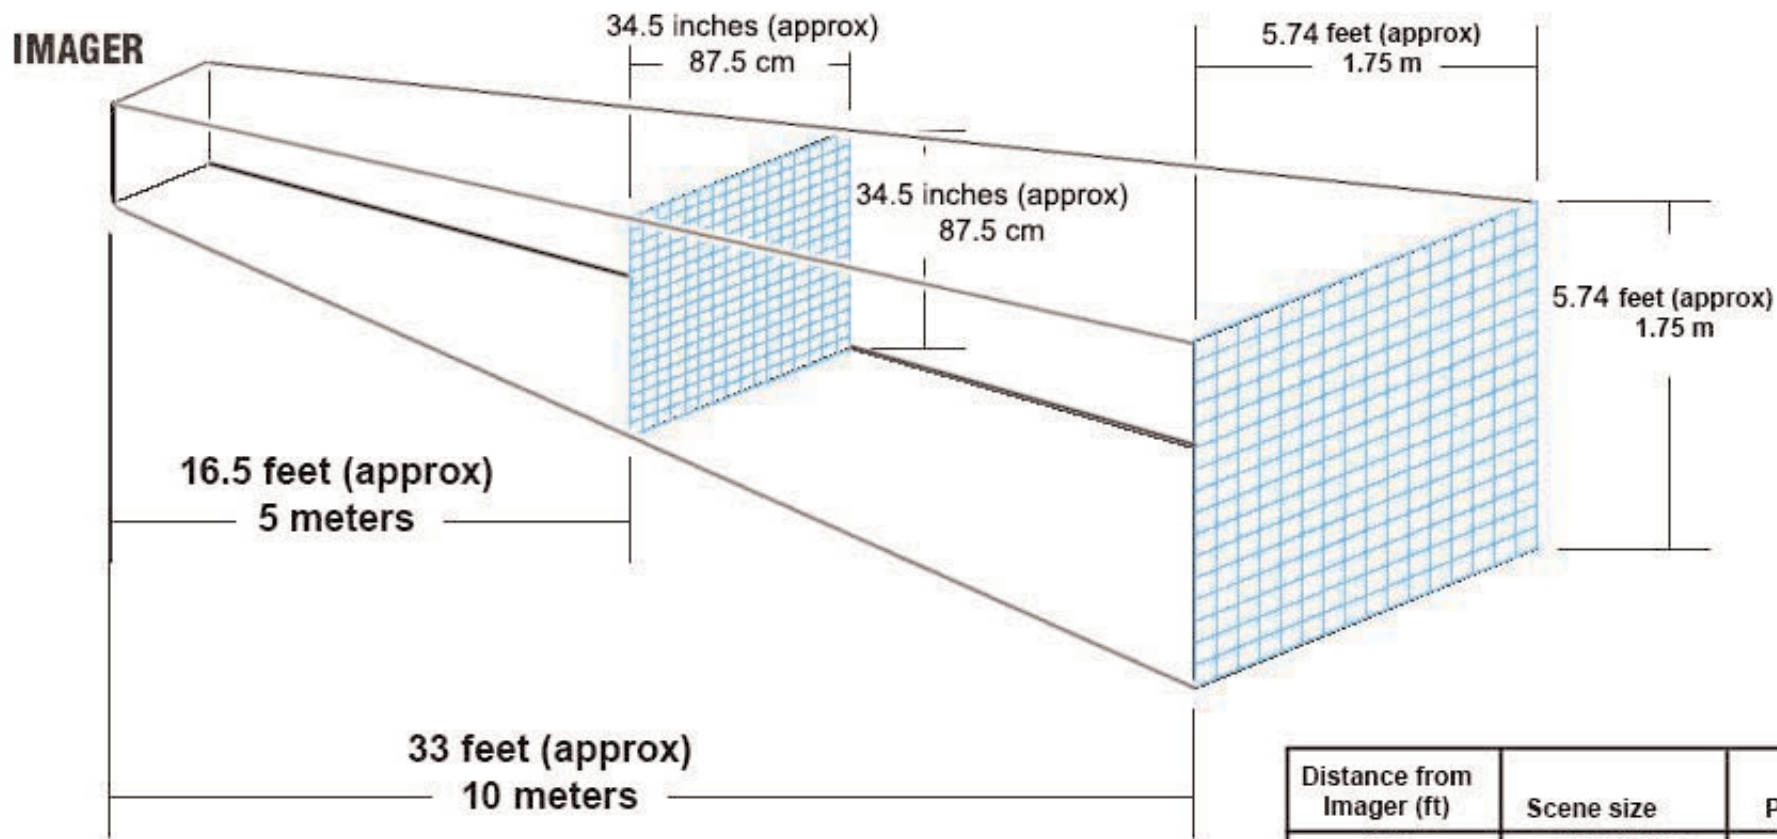 IMAGER
34.5 inches (approx)
87.5 cm
5.74 feet (approx)
1.75 m
34.5 inches (approx)
87.5 cm
5.74 feet (approx)
1.75 m
16.5 feet (approx)
5 meters
33 feet (approx)
10 meters
Distance from
Imager (ft)
Scene size
P